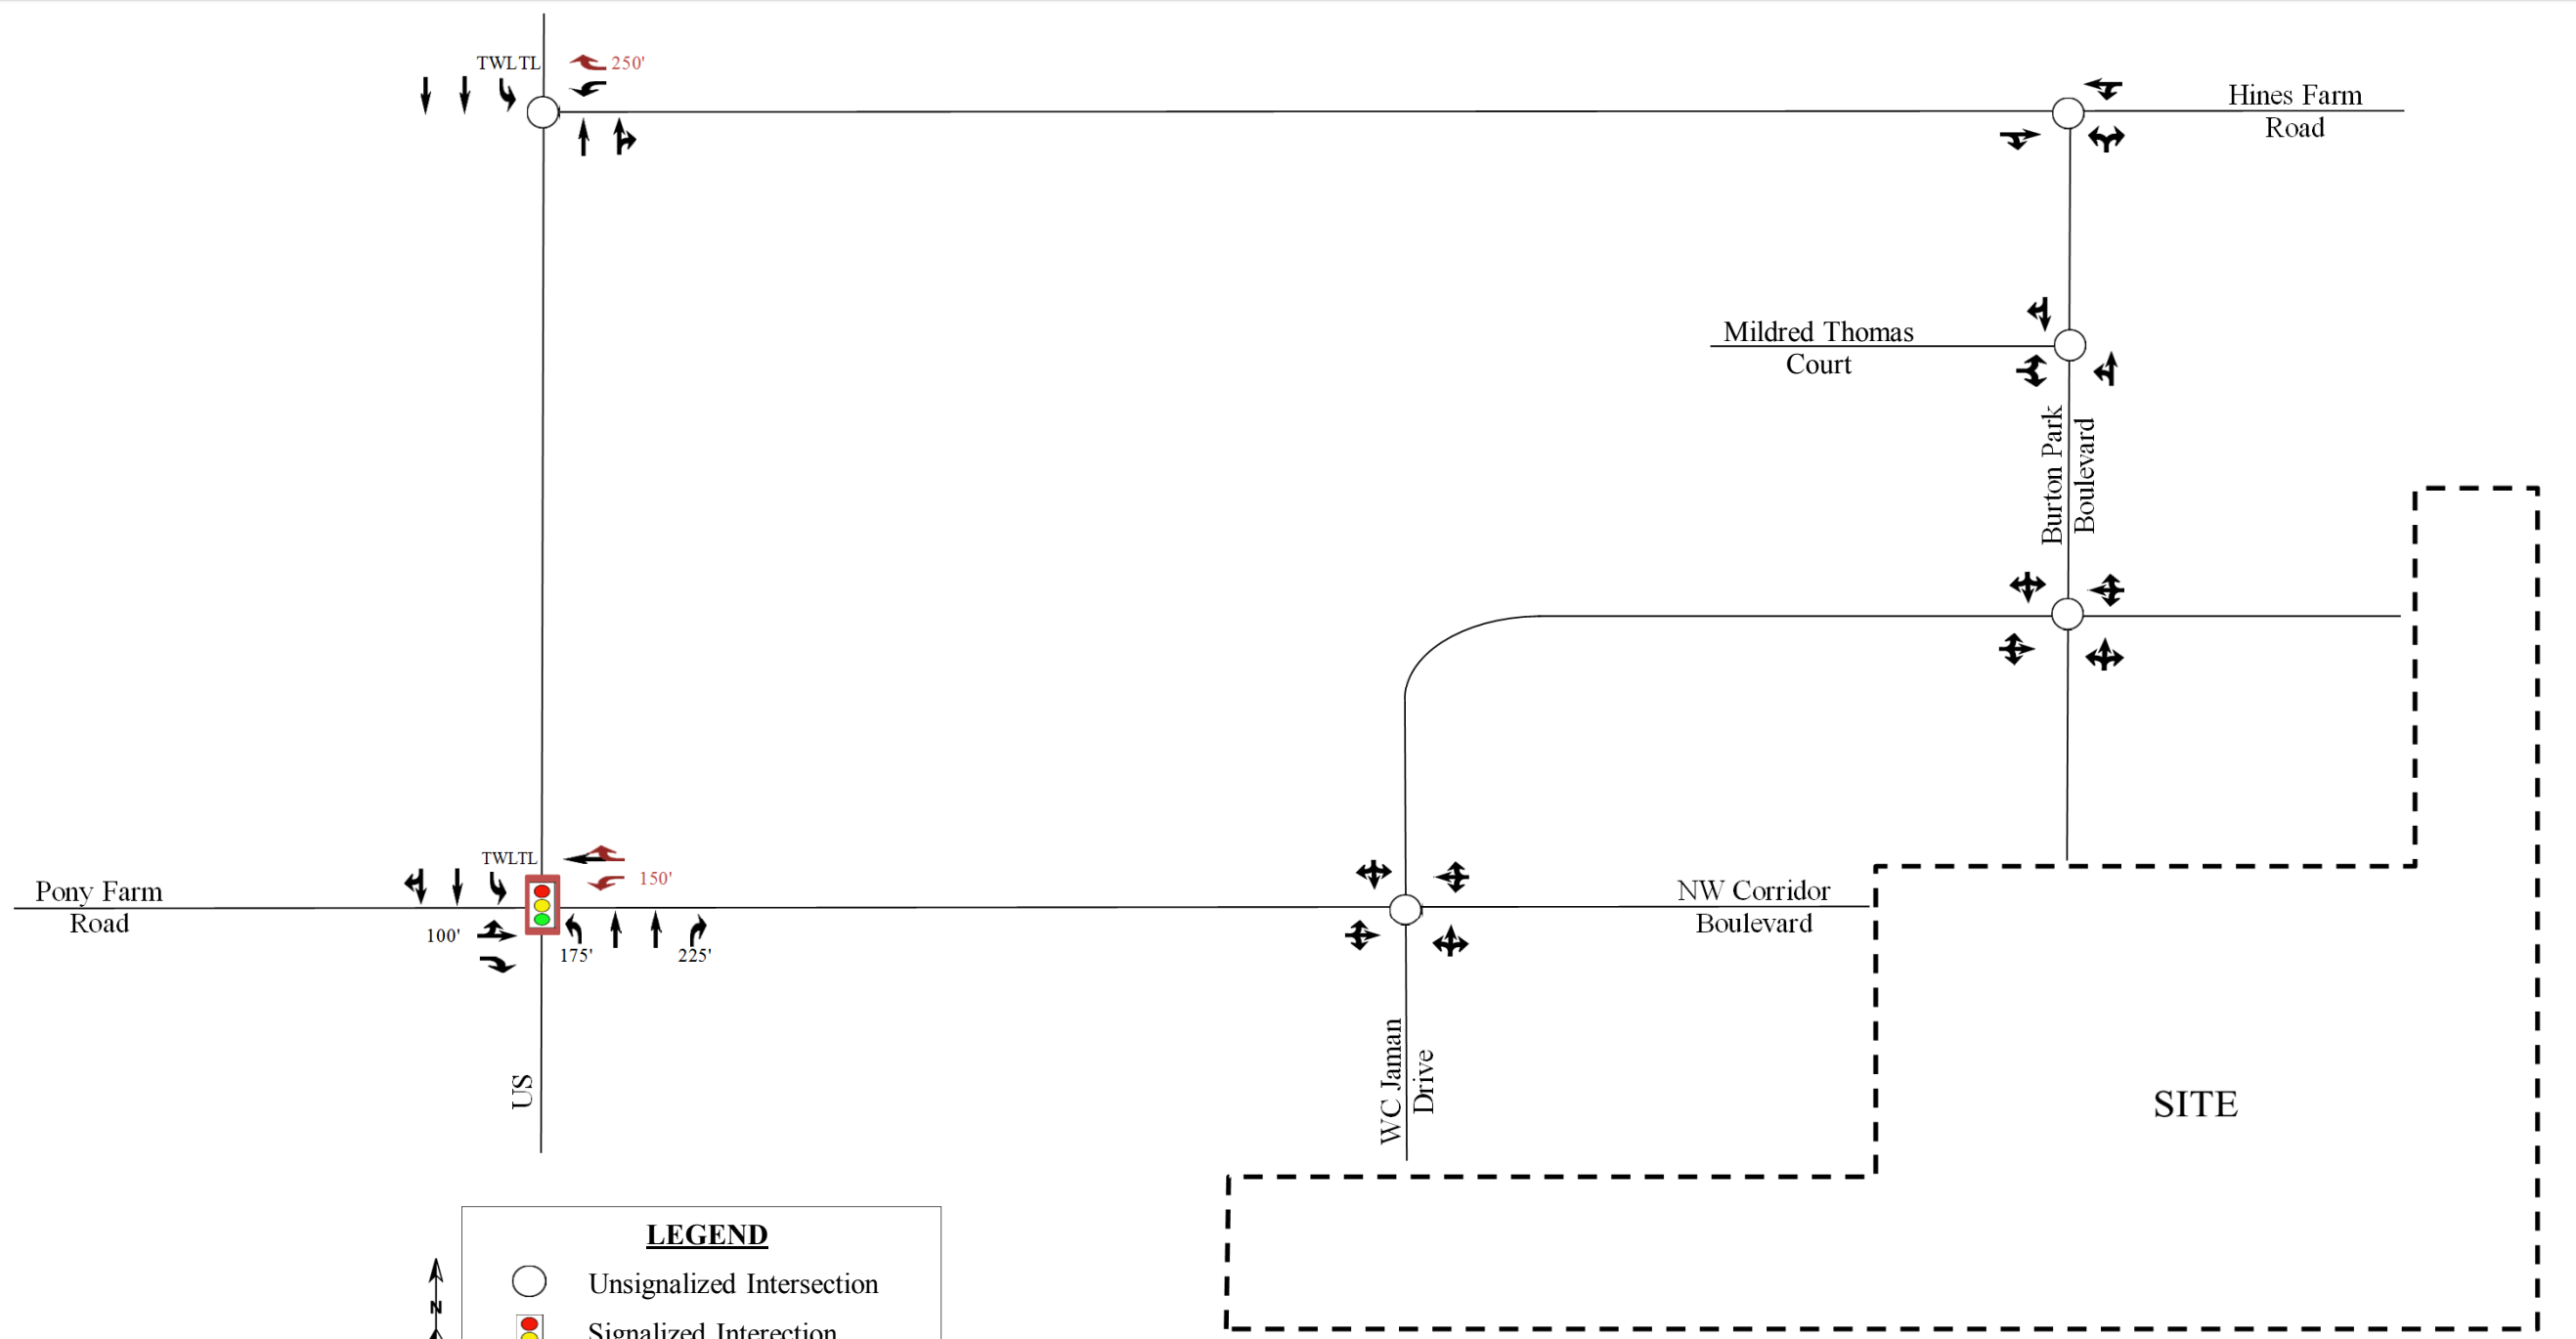 TWLTL
250'
Hines Farm
Road
Mildred Thomas
Court
Burton Park
Boulevard
TWLTL
150'
Pony Farm
Road
100'
175'
225'
NW Corridor
Boulevard
US
WC Jaman
Drive
SITE
LEGEND
Unsignalized Intersection
N
Signalized Interection